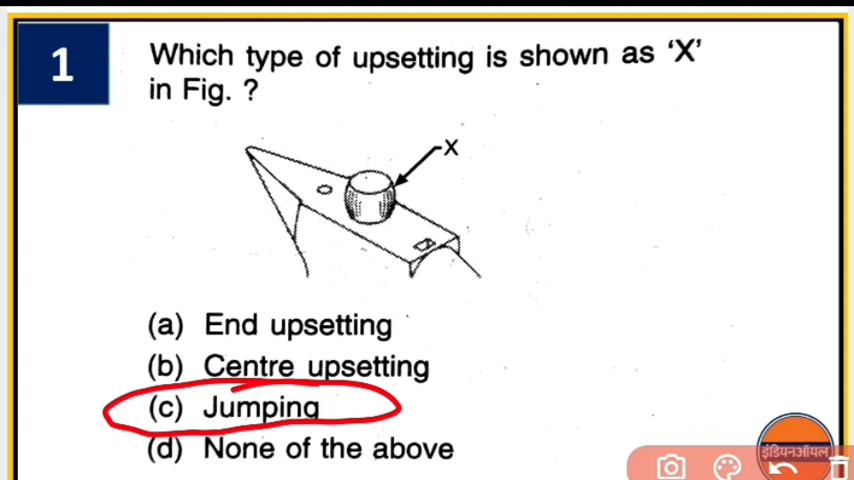 1
Which type of upsetting is shown as ‘X’
in Fig. ?
X
(a) End upsetting
(b) Centre upsetting
(c) Jumping
(d) None of the above
इंडियनऑयल